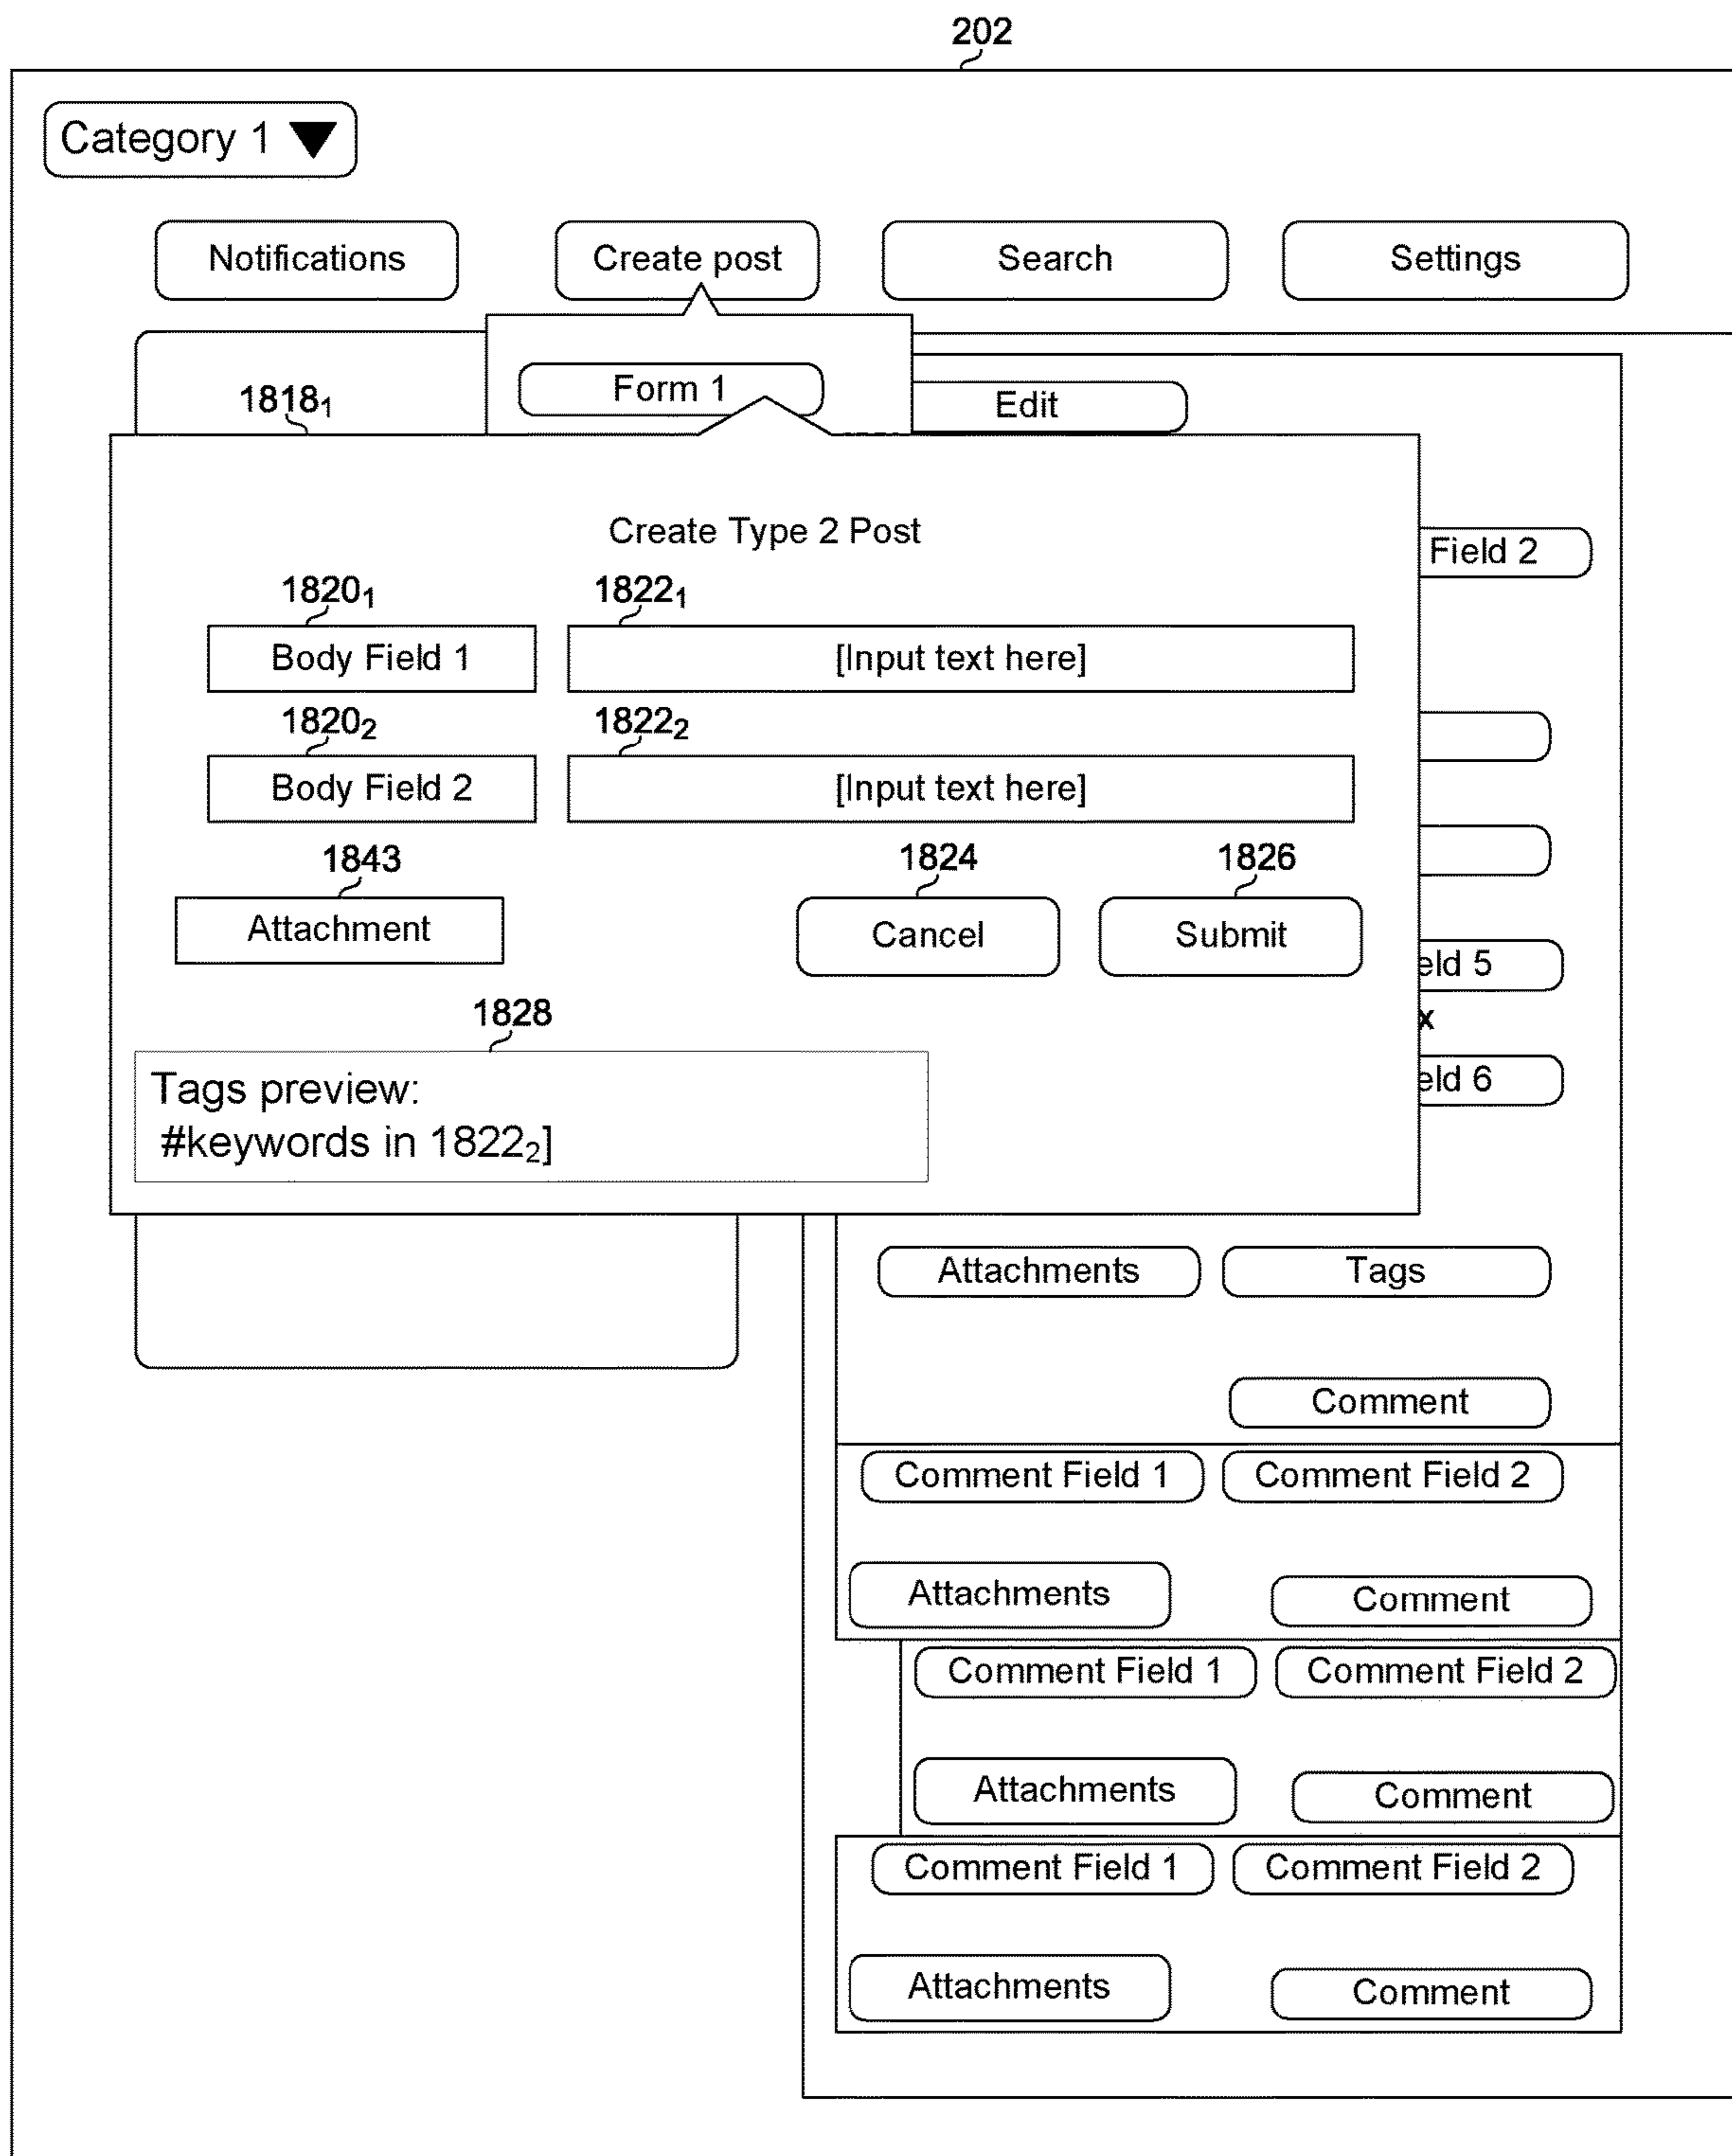 202
Category 1
Notifications
Create post
Search
Settings
Form 1
Edit
1818₁
Create Type 2 Post
Field 2
1820₁
1822₁
Body Field 1
[Input text here]
1820₂
1822₂
Body Field 2
[Input text here]
1843
1824
1826
Attachment
Cancel
Submit
eld 5
x
1828
eld 6
Tags preview:
#keywords in 1822₂]
Attachments
Tags
Comment
Comment Field 1
Comment Field 2
Attachments
Comment
Comment Field 1
Comment Field 2
Attachments
Comment
Comment Field 1
Comment Field 2
Attachments
Comment